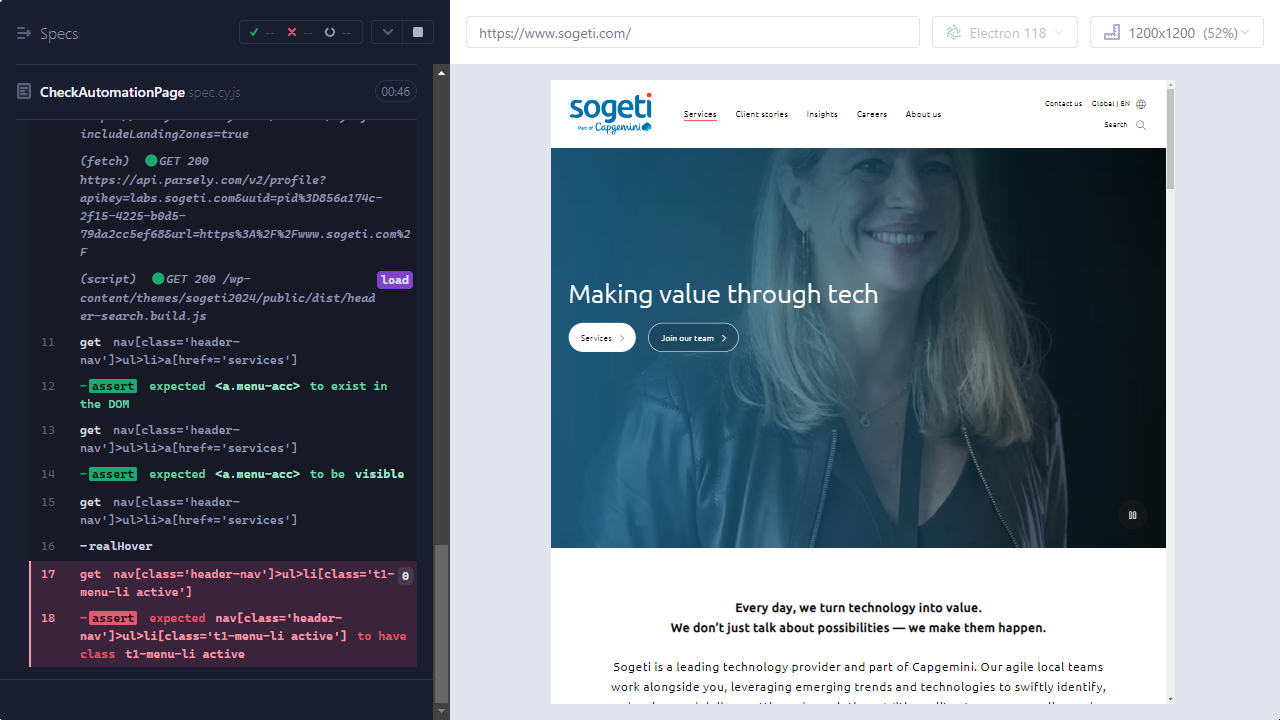 Specs
--
--
--
https://www.sogeti.com/
Electron 118
1200x1200 (52%)
CheckAutomationPage.spec.cy.js
00:46
includeLandingZones=true
(fetch) GET 200
https://api.parsely.com/v2/profile?
apikey=labs.sogeti.com&uuid=pid%3D856a174c-
2f15-4225-b0d5-
79da2cc5ef68&url=https%3A%2F%2Fwww.sogeti.com%2
F
(script) GET 200 /wp-
load
content/themes/sogeti2024/public/dist/head
er-search.build.js
11 get nav[class='header-
nav']>ul>li>a[href*='services']
12 -assert expected <a.menu-acc> to exist in
the DOM
13 get nav[class='header-
nav']>ul>li>a[href*='services']
14 -assert expected <a.menu-acc> to be visible
15 get nav[class='header-
nav']>ul>li>a[href*='services']
16 -realHover
17 get nav[class='header-nav']>ul>li[class='t1-
0
menu-li active']
18 -assert expected nav[class='header-
nav']>ul>li[class='t1-menu-li active'] to have
class t1-menu-li active
sogeti
Part of Capgemini
Services
Client stories
Insights
Careers
About us
Contact us
Global | EN
Search
Making value through tech
Services
Join our team
Every day, we turn technology into value.
We don’t just talk about possibilities — we make them happen.
Sogeti is a leading technology provider and part of Capgemini. Our agile local teams
work alongside you, leveraging emerging trends and technologies to swiftly identify,